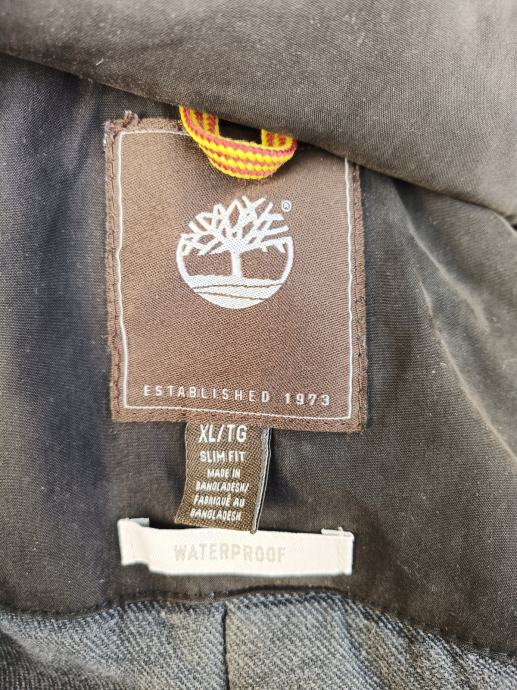 ®
ESTABLISHED 1973
XL/TG
SLIM FIT
MADE IN
BANGLADESH/
FABRIQUÉ AU
BANGLADESH
WATERPROOF